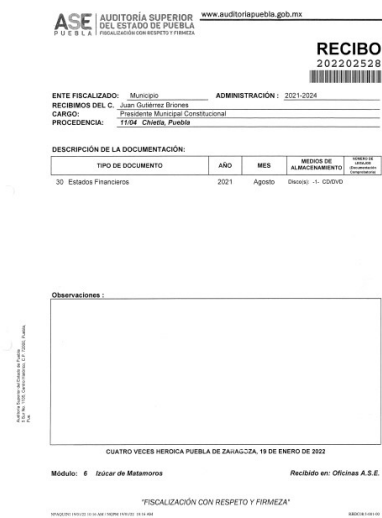 ASE
PUEBLA
AUDITORÍA SUPERIOR
DEL ESTADO DE PUEBLA
FISCALIZACIÓN CON RESPETO Y FIRMEZA
www.auditoriapuebla.gob.mx
RECIBO
202202528
ENTE FISCALIZADO: Municipio ADMINISTRACIÓN : 2021-2024
RECIBIMOS DEL C. Juan Gutiérrez Briones
CARGO: Presidente Municipal Constitucional
PROCEDENCIA: 11/04 Chietla, Puebla
DESCRIPCIÓN DE LA DOCUMENTACIÓN:
TIPO DE DOCUMENTO AÑO MES MEDIOS DE ALMACENAMIENTO
30 Estados Financieros 2021 Agosto Disco(s) -1- CD/DVD
Observaciones :
CUATRO VECES HEROICA PUEBLA DE ZARAGOZA, 19 DE ENERO DE 2022
Módulo: 6 Izúcar de Matamoros Recibido en: Oficinas A.S.E.
"FISCALIZACIÓN CON RESPETO Y FIRMEZA"